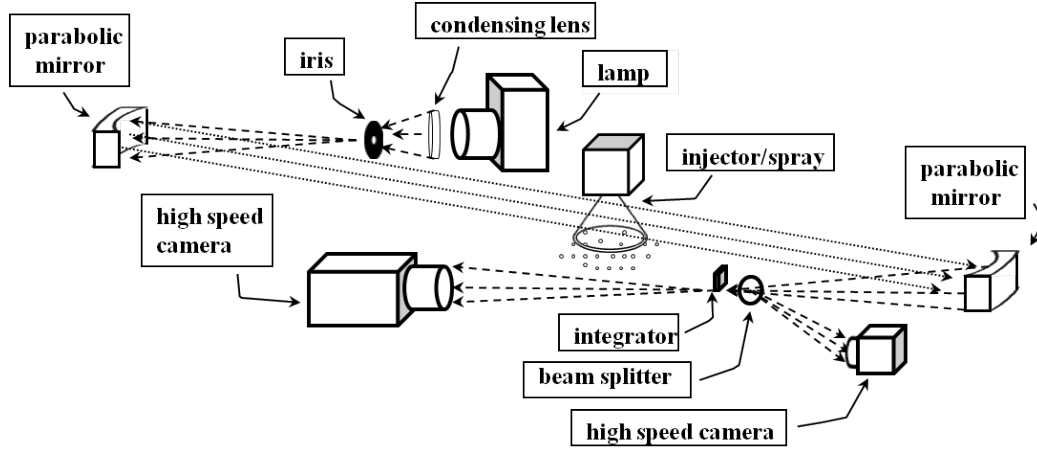 parabolic
mirror
iris
condensing lens
lamp
injector/spray
parabolic
mirror
high speed
camera
integrator
beam splitter
high speed camera